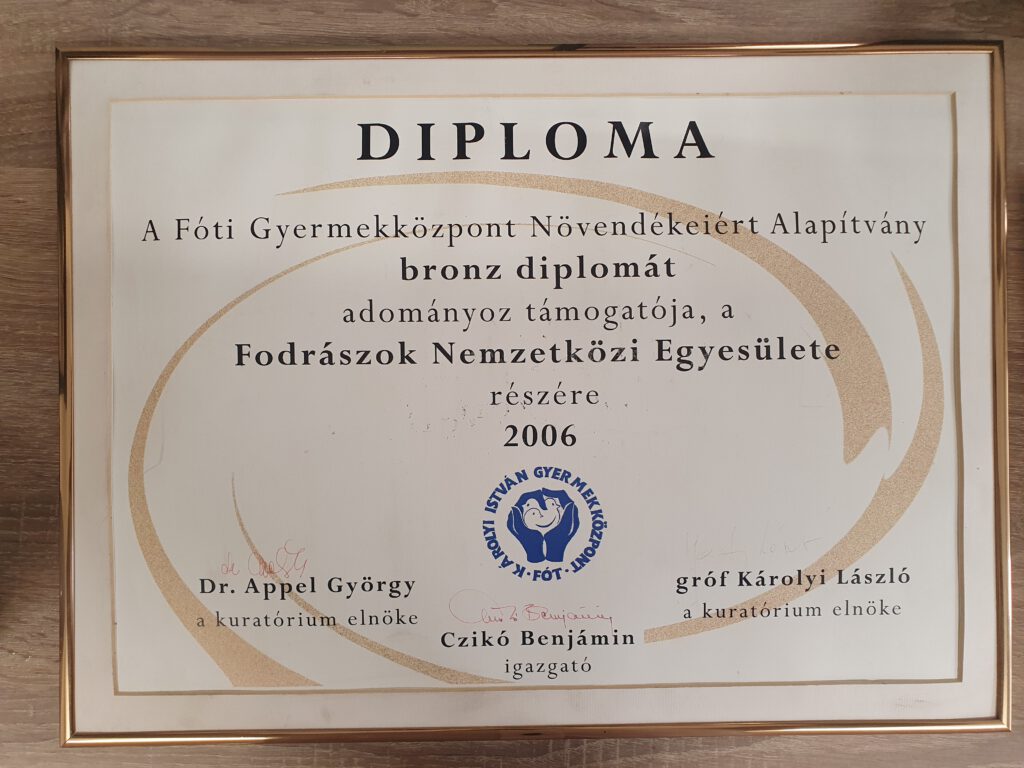 DIPLOMA
A Fóti Gyermekközpont Növendékeiért Alapítvány
bronz diplomát
adományoz támogatója, a
Fodrászok Nemzetközi Egyesülete
részére
2006
KÁROLYI ISTVÁN GYERMEKKÖZPONT · FÓT ·
Dr. Appel György
a kuratórium elnöke
gróf Károlyi László
a kuratórium elnöke
Czikó Benjámin
igazgató